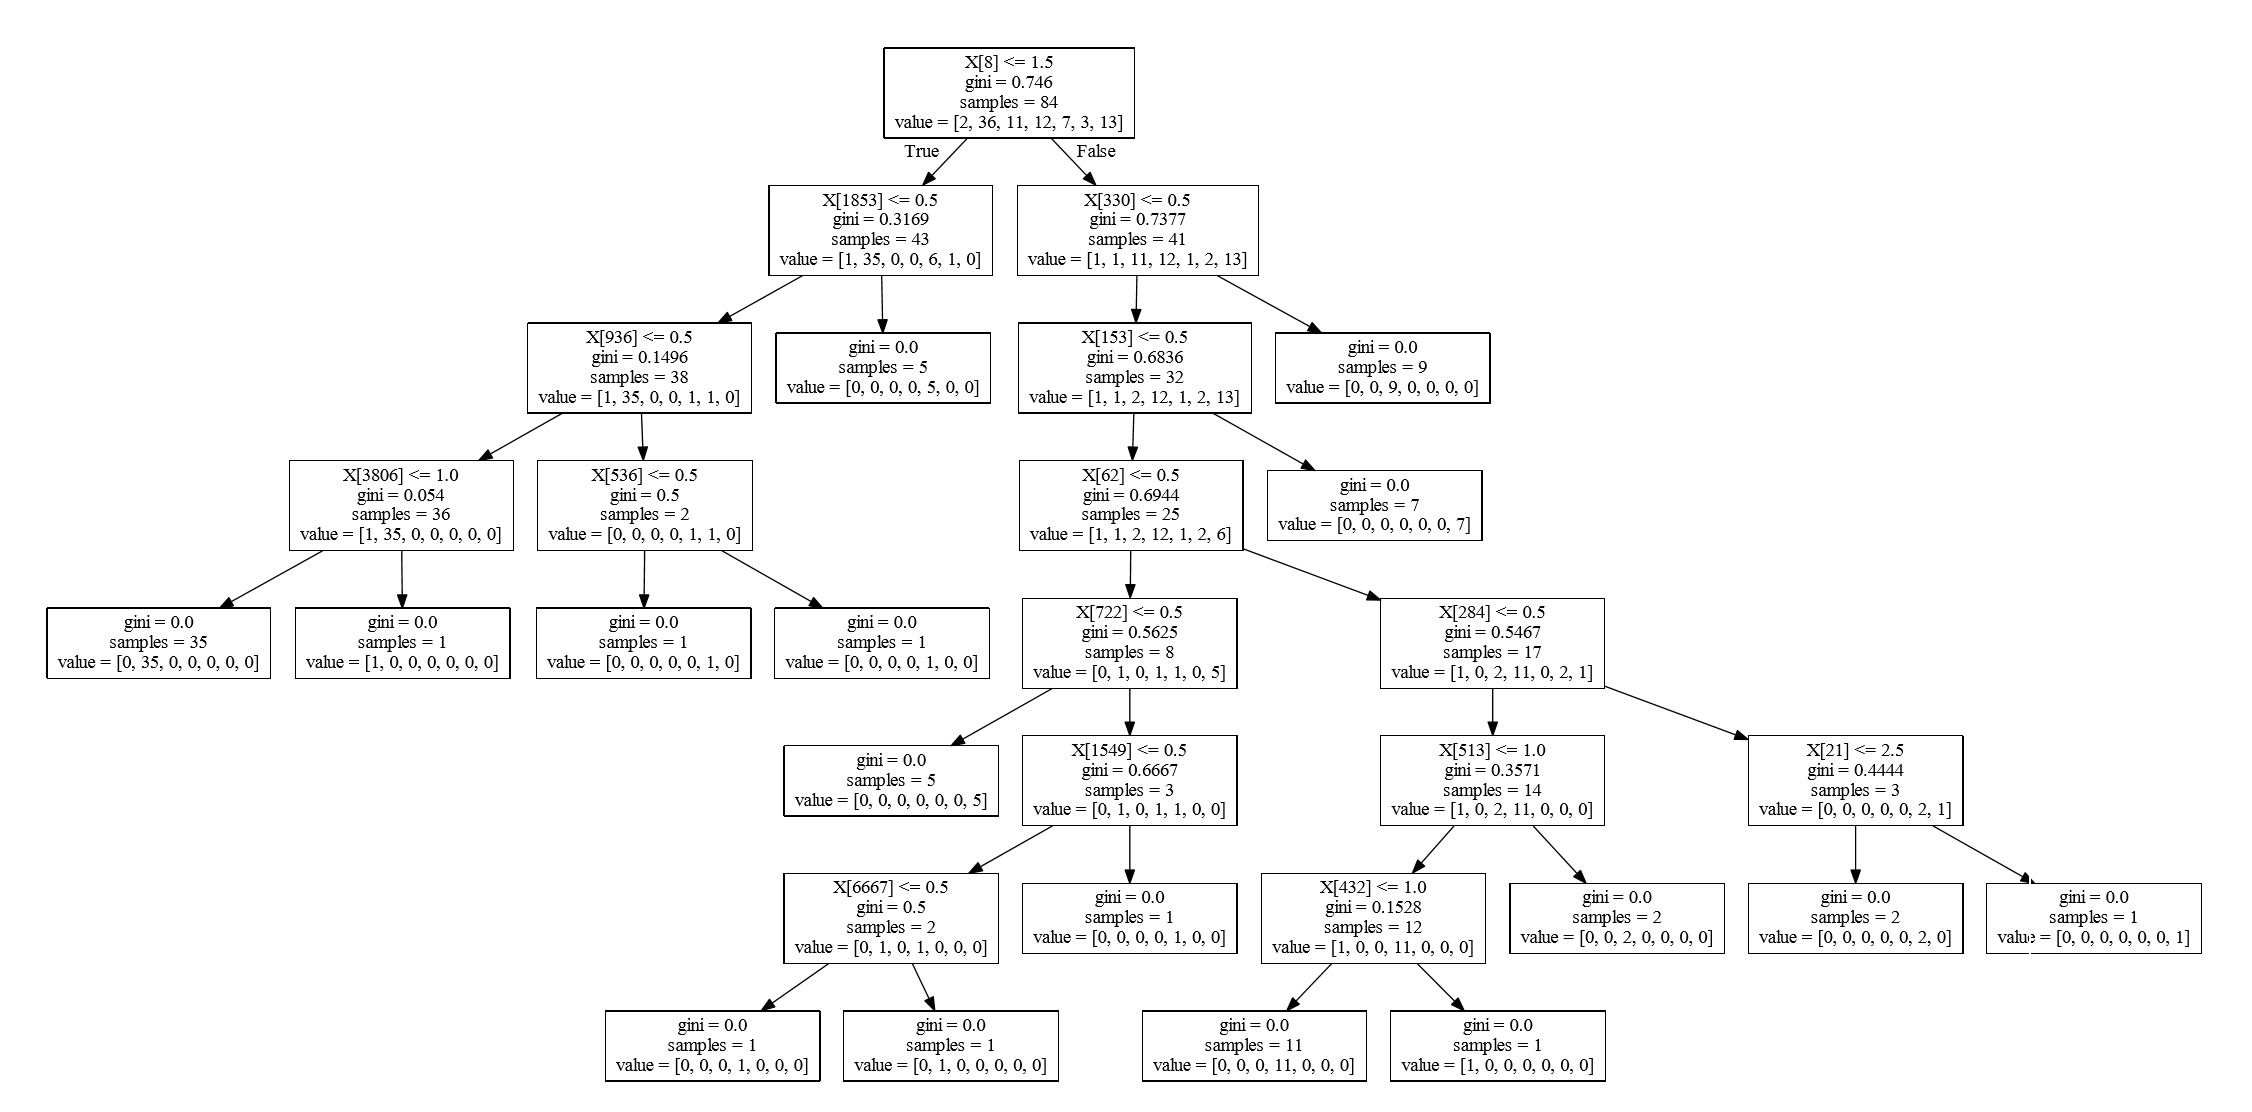 X[8] <= 1.5
gini = 0.746
samples = 84
value = [2, 36, 11, 12, 7, 3, 13]
True
False
X[1853] <= 0.5
gini = 0.3169
samples = 43
value = [1, 35, 0, 0, 6, 1, 0]
X[330] <= 0.5
gini = 0.7377
samples = 41
value = [1, 1, 11, 12, 1, 2, 13]
X[936] <= 0.5
gini = 0.1496
samples = 38
value = [1, 35, 0, 0, 1, 1, 0]
gini = 0.0
samples = 5
value = [0, 0, 0, 0, 5, 0, 0]
X[153] <= 0.5
gini = 0.6836
samples = 32
value = [1, 1, 2, 12, 1, 2, 13]
gini = 0.0
samples = 9
value = [0, 0, 9, 0, 0, 0, 0]
X[3806] <= 1.0
gini = 0.054
samples = 36
value = [1, 35, 0, 0, 0, 0, 0]
X[536] <= 0.5
gini = 0.5
samples = 2
value = [0, 0, 0, 0, 1, 1, 0]
X[62] <= 0.5
gini = 0.6944
samples = 25
value = [1, 1, 2, 12, 1, 2, 6]
gini = 0.0
samples = 7
value = [0, 0, 0, 0, 0, 0, 7]
gini = 0.0
samples = 35
value = [0, 35, 0, 0, 0, 0, 0]
gini = 0.0
samples = 1
value = [1, 0, 0, 0, 0, 0, 0]
gini = 0.0
samples = 1
value = [0, 0, 0, 0, 0, 1, 0]
gini = 0.0
samples = 1
value = [0, 0, 0, 0, 1, 0, 0]
X[722] <= 0.5
gini = 0.5625
samples = 8
value = [0, 1, 0, 1, 1, 0, 5]
X[284] <= 0.5
gini = 0.5467
samples = 17
value = [1, 0, 2, 11, 0, 2, 1]
gini = 0.0
samples = 5
value = [0, 0, 0, 0, 0, 0, 5]
X[1549] <= 0.5
gini = 0.6667
samples = 3
value = [0, 1, 0, 1, 1, 0, 0]
X[513] <= 1.0
gini = 0.3571
samples = 14
value = [1, 0, 2, 11, 0, 0, 0]
X[21] <= 2.5
gini = 0.4444
samples = 3
value = [0, 0, 0, 0, 0, 2, 1]
X[6667] <= 0.5
gini = 0.5
samples = 2
value = [0, 1, 0, 1, 0, 0, 0]
gini = 0.0
samples = 1
value = [0, 0, 0, 0, 1, 0, 0]
X[432] <= 1.0
gini = 0.1528
samples = 12
value = [1, 0, 0, 11, 0, 0, 0]
gini = 0.0
samples = 2
value = [0, 0, 2, 0, 0, 0, 0]
gini = 0.0
samples = 2
value = [0, 0, 0, 0, 0, 2, 0]
gini = 0.0
samples = 1
value = [0, 0, 0, 0, 0, 0, 1]
gini = 0.0
samples = 1
value = [0, 0, 0, 1, 0, 0, 0]
gini = 0.0
samples = 1
value = [0, 1, 0, 0, 0, 0, 0]
gini = 0.0
samples = 11
value = [0, 0, 0, 11, 0, 0, 0]
gini = 0.0
samples = 1
value = [1, 0, 0, 0, 0, 0, 0]